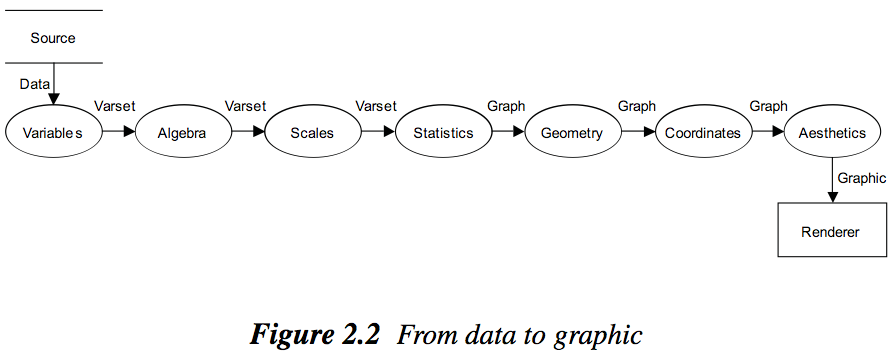 Source
Data
Varset Varset Varset Graph Graph Graph
Variables Algebra Scales Statistics Geometry Coordinates Aesthetics
Graphic
Renderer
Figure 2.2 From data to graphic